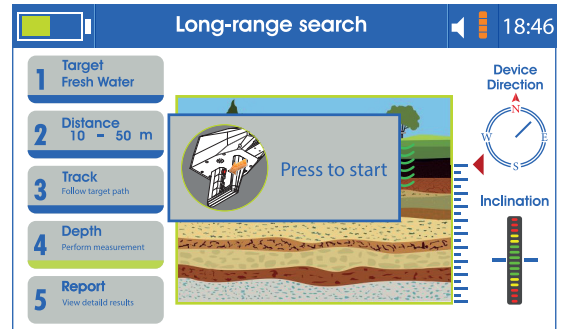 Long-range search
18:46
1
Target
Fresh Water
2
Distance
10 - 50 m
3
Track
Follow target path
4
Depth
Perform measurement
5
Report
View detaild results
Press to start
Device
Direction
N
W
E
S
Inclination